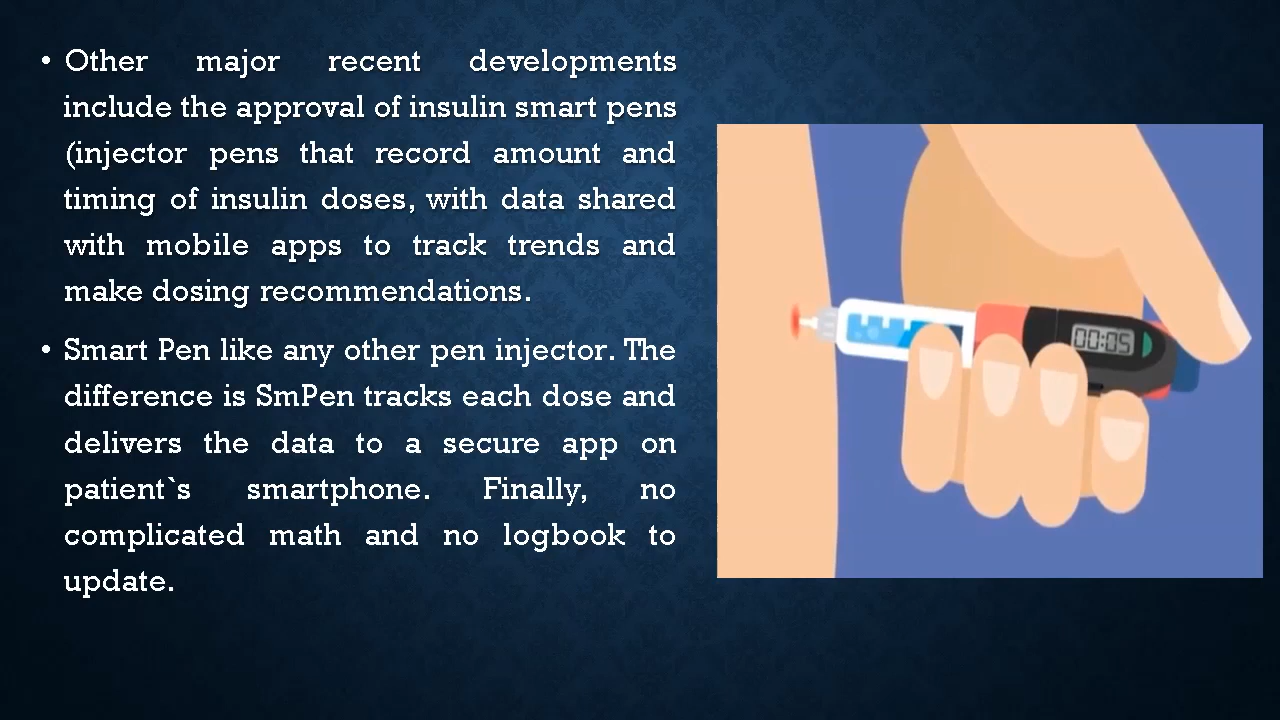 • Other major recent developments
include the approval of insulin smart pens
(injector pens that record amount and
timing of insulin doses, with data shared
with mobile apps to track trends and
make dosing recommendations.
• Smart Pen like any other pen injector. The
difference is SmPen tracks each dose and
delivers the data to a secure app on
patient`s smartphone. Finally, no
complicated math and no logbook to
update.
00:05